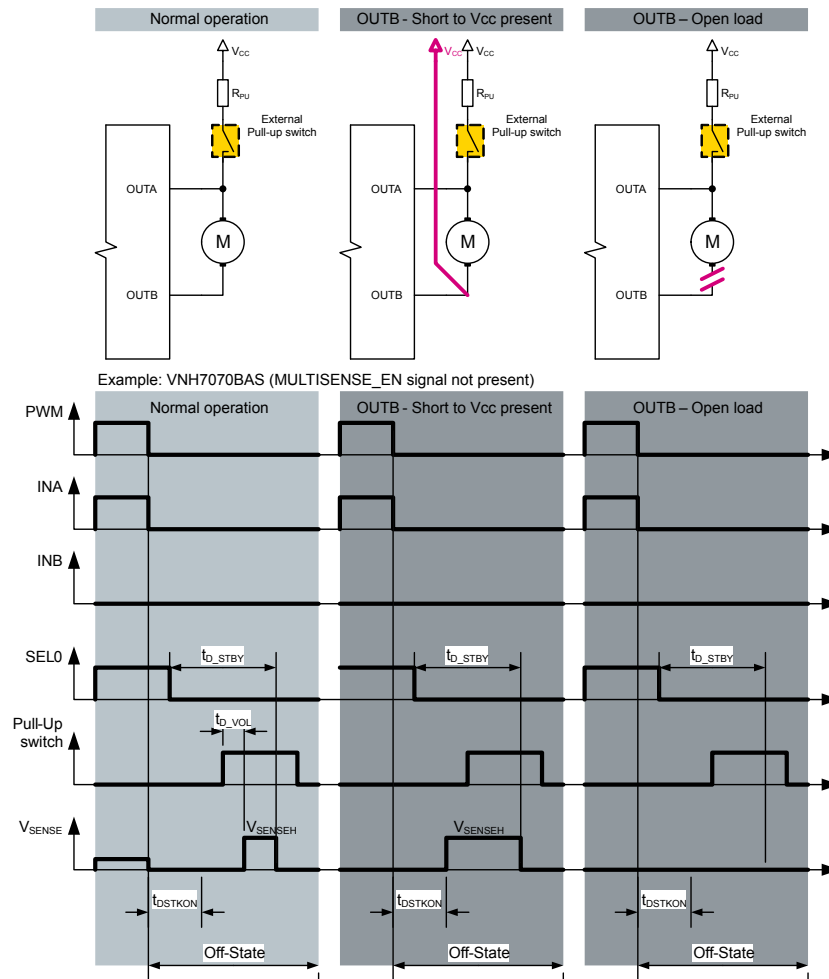 Normal operation
OUTB - Short to Vcc present
OUTB – Open load
VCC
VCC
VCC
VCC
RPU
RPU
RPU
External
Pull-up switch
External
Pull-up switch
External
Pull-up switch
OUTA
OUTA
OUTA
M
M
M
OUTB
OUTB
OUTB
Example: VNH7070BAS (MULTISENSE_EN signal not present)
Normal operation
OUTB - Short to Vcc present
OUTB – Open load
PWM
INA
INB
SEL0
tD_STBY
tD_STBY
tD_STBY
Pull-Up
switch
tD_VOL
VSENSE
VSENSEH
VSENSEH
tDSTKON
tDSTKON
tDSTKON
Off-State
Off-State
Off-State